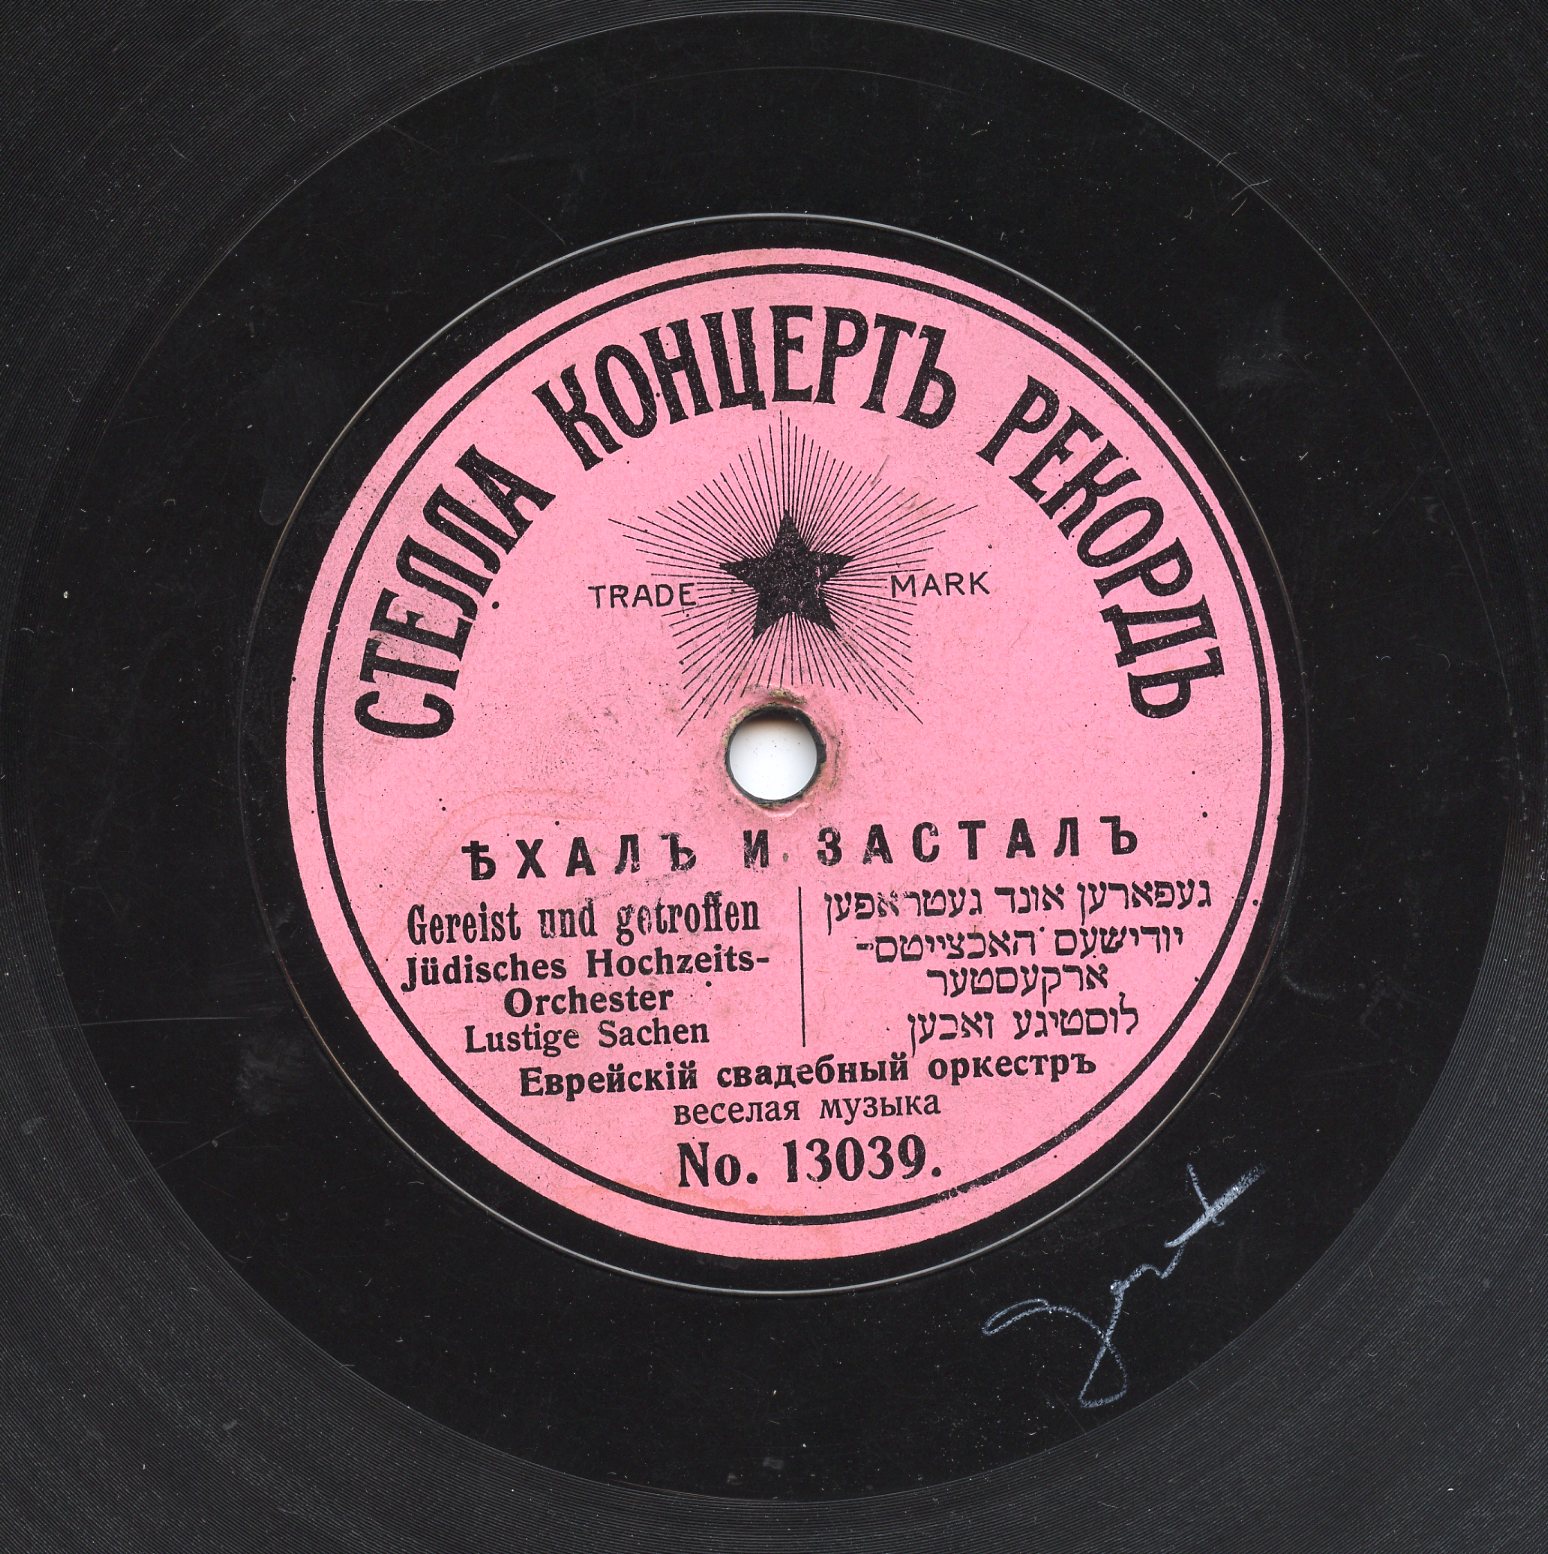 СТЕЛЛА КОНЦЕРТЪ РЕКОРДЪ
TRADE MARK
ѢХАЛЪ И ЗАСТАЛЪ
Gereist und getroffen
Jüdisches Hochzeits-
Orchester
Lustige Sachen
געפארען אונד געטראפען
יודישעס האכצייטס-
ארקעסטער
לוסטיגע זאכען
Еврейскій свадебный оркестръ
веселая музыка
No. 13039.